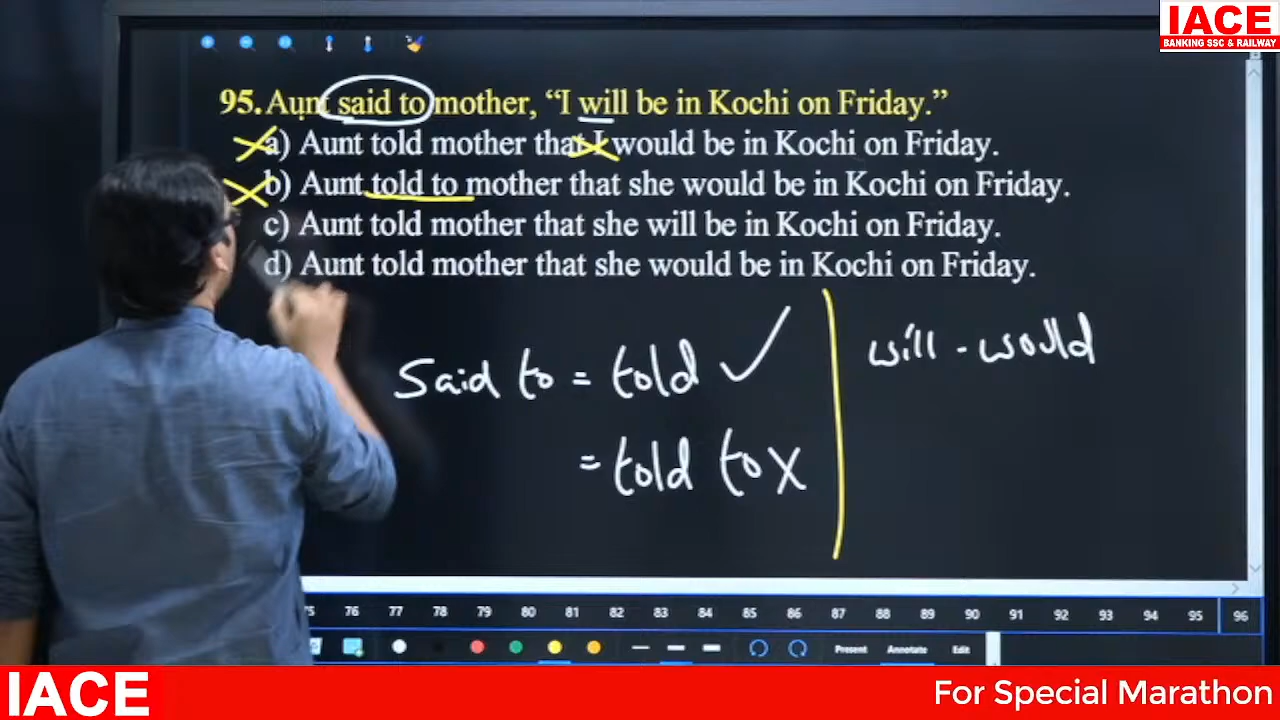 IACE
BANKING SSC & RAILWAY
95. Aunt said to mother, “I will be in Kochi on Friday.”
a) Aunt told mother that I would be in Kochi on Friday.
b) Aunt told to mother that she would be in Kochi on Friday.
c) Aunt told mother that she will be in Kochi on Friday.
d) Aunt told mother that she would be in Kochi on Friday.
Said to = told ✓
= told to X
will - would
75 76 77 78 79 80 81 82 83 84 85 86 87 88 89 90 91 92 93 94 95 96
Present Annotate Edit
IACE
For Special Marathon